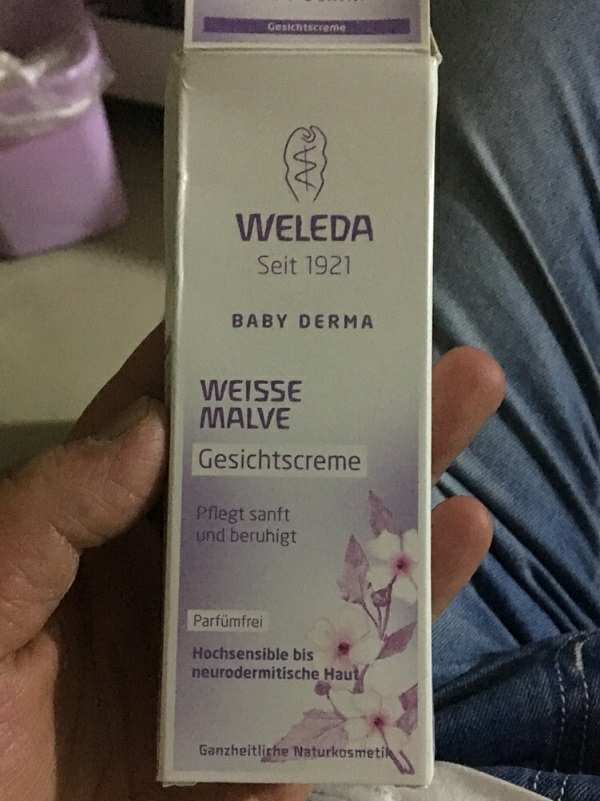 Gesichtscreme
WELEDA
Seit 1921
BABY DERMA
WEISSE
MALVE
Gesichtscreme
Pflegt sanft
und beruhigt
Parfümfrei
Hochsensible bis
neurodermitische Haut
Ganzheitliche Naturkosmetik